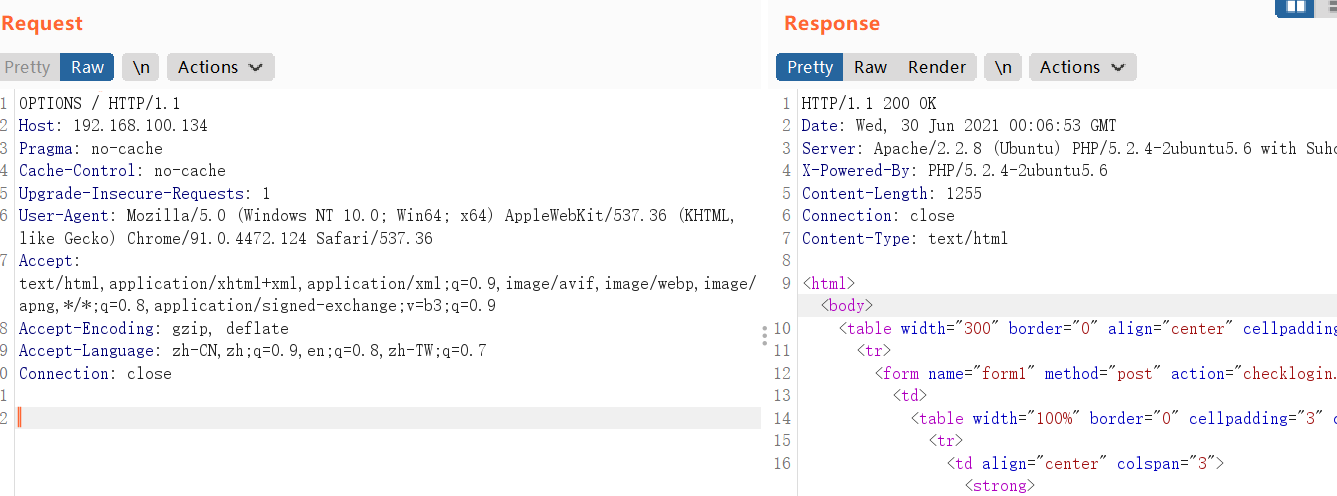 Request
Pretty Raw \n Actions
1 OPTIONS / HTTP/1.1
2 Host: 192.168.100.134
3 Pragma: no-cache
4 Cache-Control: no-cache
5 Upgrade-Insecure-Requests: 1
6 User-Agent: Mozilla/5.0 (Windows NT 10.0; Win64; x64) AppleWebKit/537.36 (KHTML,
like Gecko) Chrome/91.0.4472.124 Safari/537.36
7 Accept:
text/html,application/xhtml+xml,application/xml;q=0.9,image/avif,image/webp,image/
apng,*/*;q=0.8,application/signed-exchange;v=b3;q=0.9
8 Accept-Encoding: gzip, deflate
9 Accept-Language: zh-CN,zh;q=0.9,en;q=0.8,zh-TW;q=0.7
0 Connection: close
1
2
Response
Pretty Raw Render \n Actions
1 HTTP/1.1 200 OK
2 Date: Wed, 30 Jun 2021 00:06:53 GMT
3 Server: Apache/2.2.8 (Ubuntu) PHP/5.2.4-2ubuntu5.6 with Suho
4 X-Powered-By: PHP/5.2.4-2ubuntu5.6
5 Content-Length: 1255
6 Connection: close
7 Content-Type: text/html
8
9 <html>
<body>
10 <table width="300" border="0" align="center" cellpadding
11 <tr>
12 <form name="form1" method="post" action="checklogin.
13 <td>
14 <table width="100%" border="0" cellpadding="3" c
15 <tr>
16 <td align="center" colspan="3">
<strong>